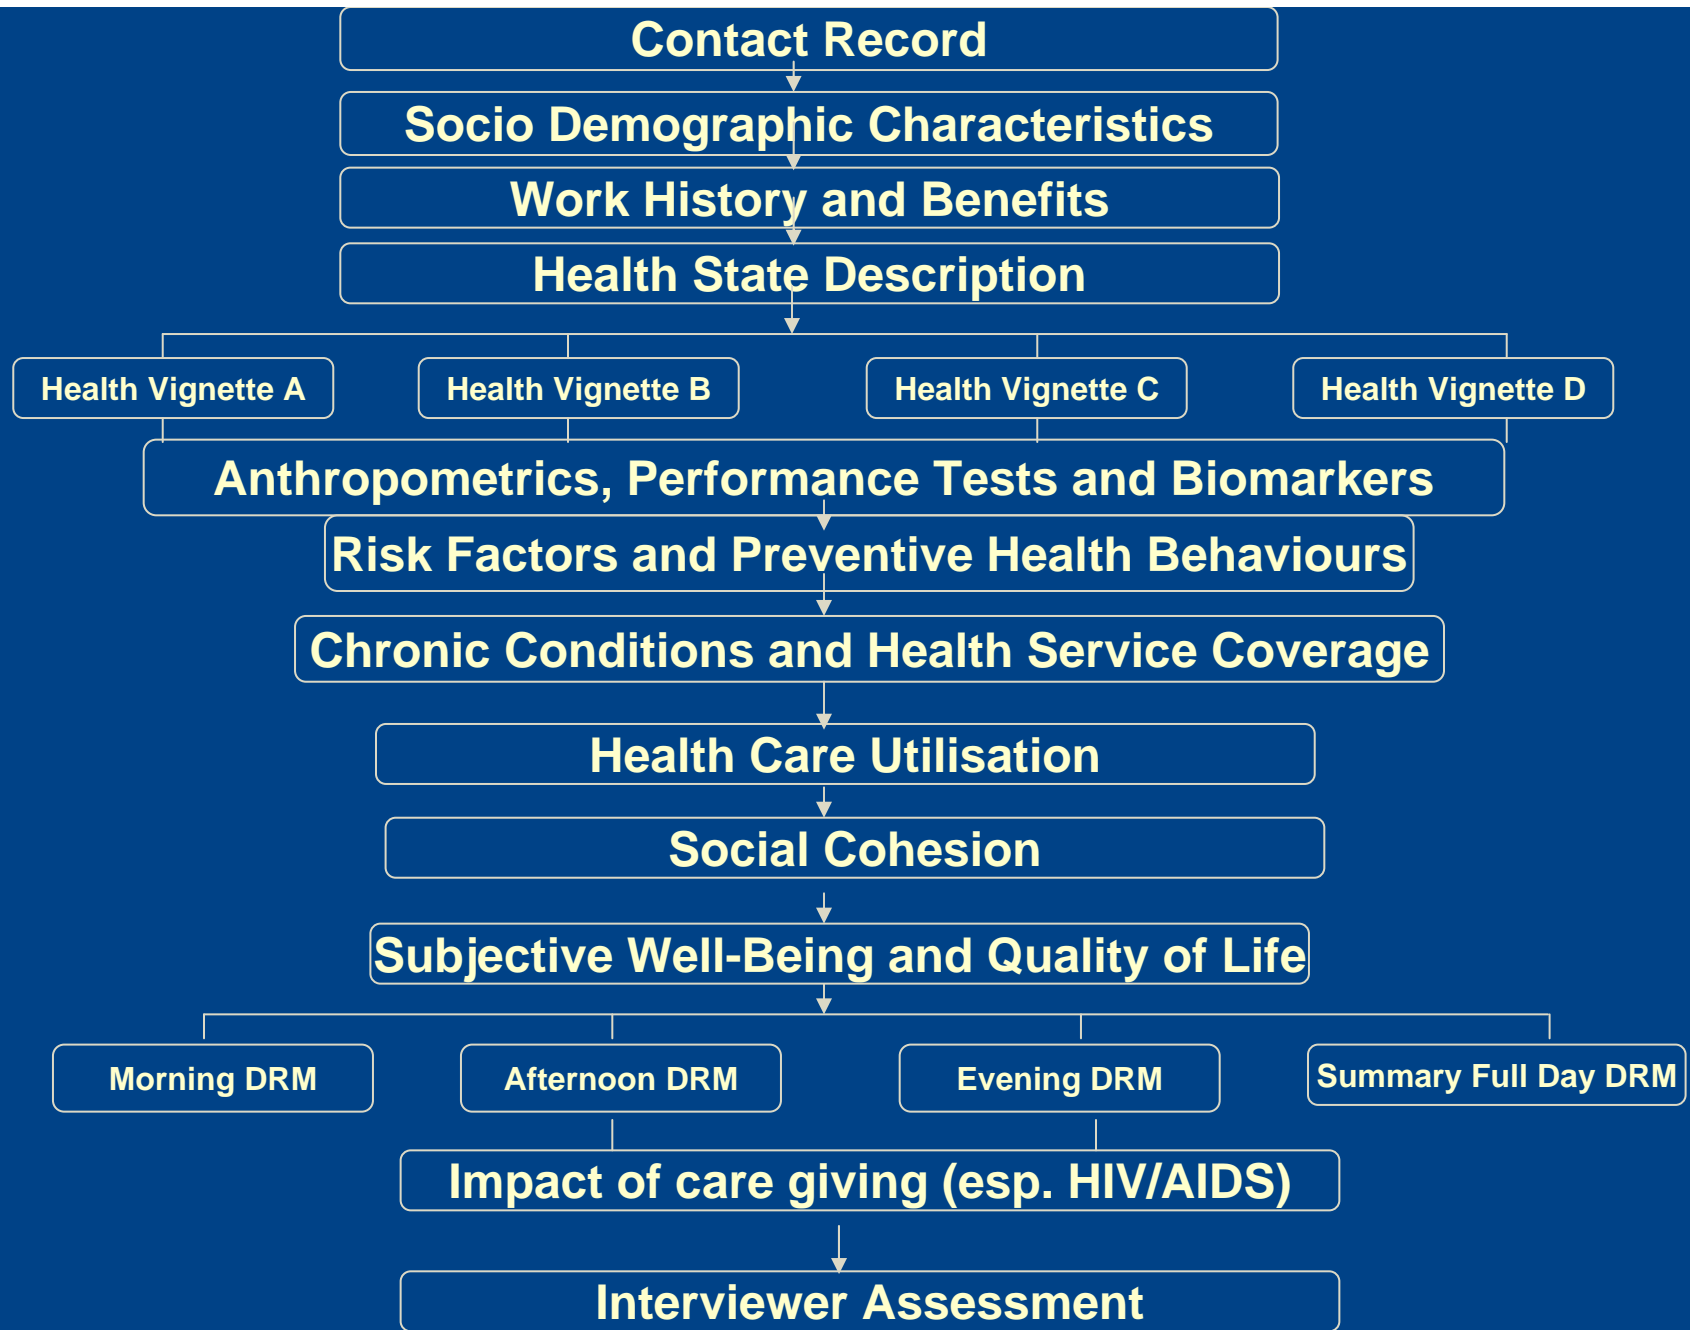 Contact Record
Socio Demographic Characteristics
Work History and Benefits
Health State Description
Health Vignette A
Health Vignette B
Health Vignette C
Health Vignette D
Anthropometrics, Performance Tests and Biomarkers
Risk Factors and Preventive Health Behaviours
Chronic Conditions and Health Service Coverage
Health Care Utilisation
Social Cohesion
Subjective Well-Being and Quality of Life
Morning DRM
Afternoon DRM
Evening DRM
Summary Full Day DRM
Impact of care giving (esp. HIV/AIDS)
Interviewer Assessment